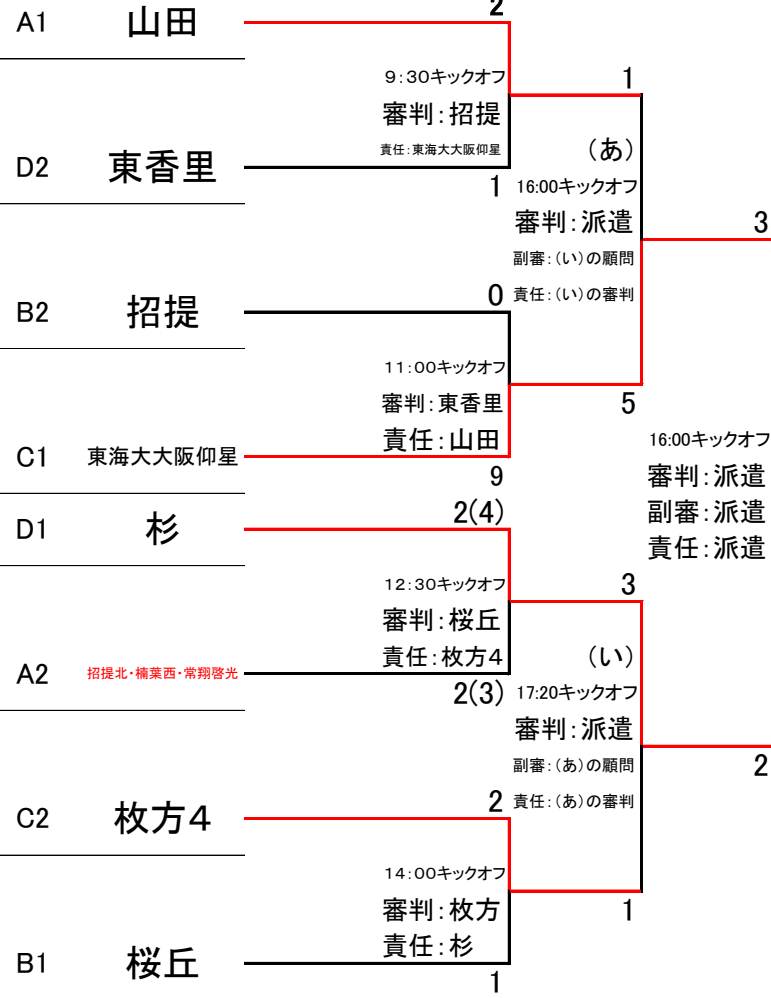 2
A1 山田
9:30キックオフ
審判:招提
責任:東海大大阪仰星
1
D2 東香里
1
(あ)
16:00キックオフ
審判:派遣
副審:(い)の顧問
責任:(い)の審判
3
B2 招提
0
11:00キックオフ
審判:東香里
責任:山田
5
C1 東海大大阪仰星
9
16:00キックオフ
審判:派遣
副審:派遣
責任:派遣
D1 杉
2(4)
12:30キックオフ
審判:桜丘
責任:枚方4
3
A2 招提北・楠葉西・常翔啓光
2(3)
(い)
17:20キックオフ
審判:派遣
副審:(あ)の顧問
責任:(あ)の審判
2
C2 枚方4
2
14:00キックオフ
審判:枚方
責任:杉
1
B1 桜丘
1